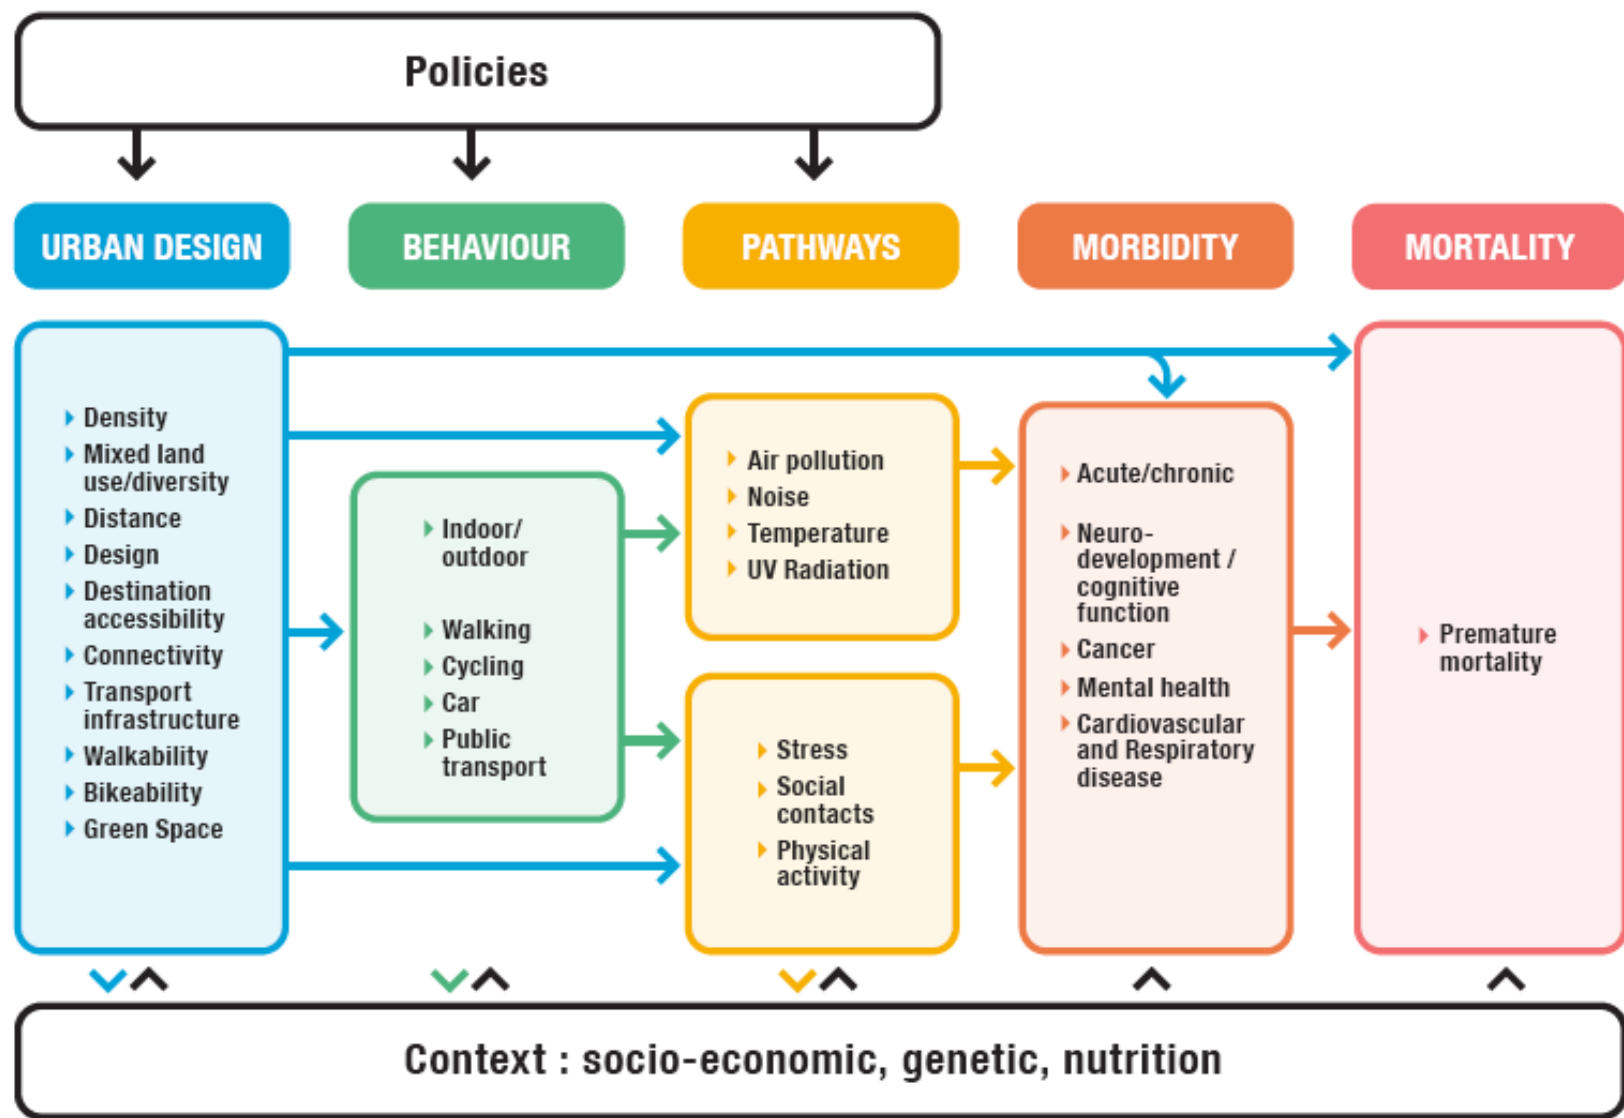 Policies
URBAN DESIGN
BEHAVIOUR
PATHWAYS
MORBIDITY
MORTALITY
Density
Mixed land
use/diversity
Distance
Design
Destination
accessibility
Connectivity
Transport
infrastructure
Walkability
Bikeability
Green Space
Indoor/
outdoor
Walking
Cycling
Car
Public
transport
Air pollution
Noise
Temperature
UV Radiation
Stress
Social
contacts
Physical
activity
Acute/chronic
Neuro-
development /
cognitive
function
Cancer
Mental health
Cardiovascular
and Respiratory
disease
Premature
mortality
Context : socio-economic, genetic, nutrition